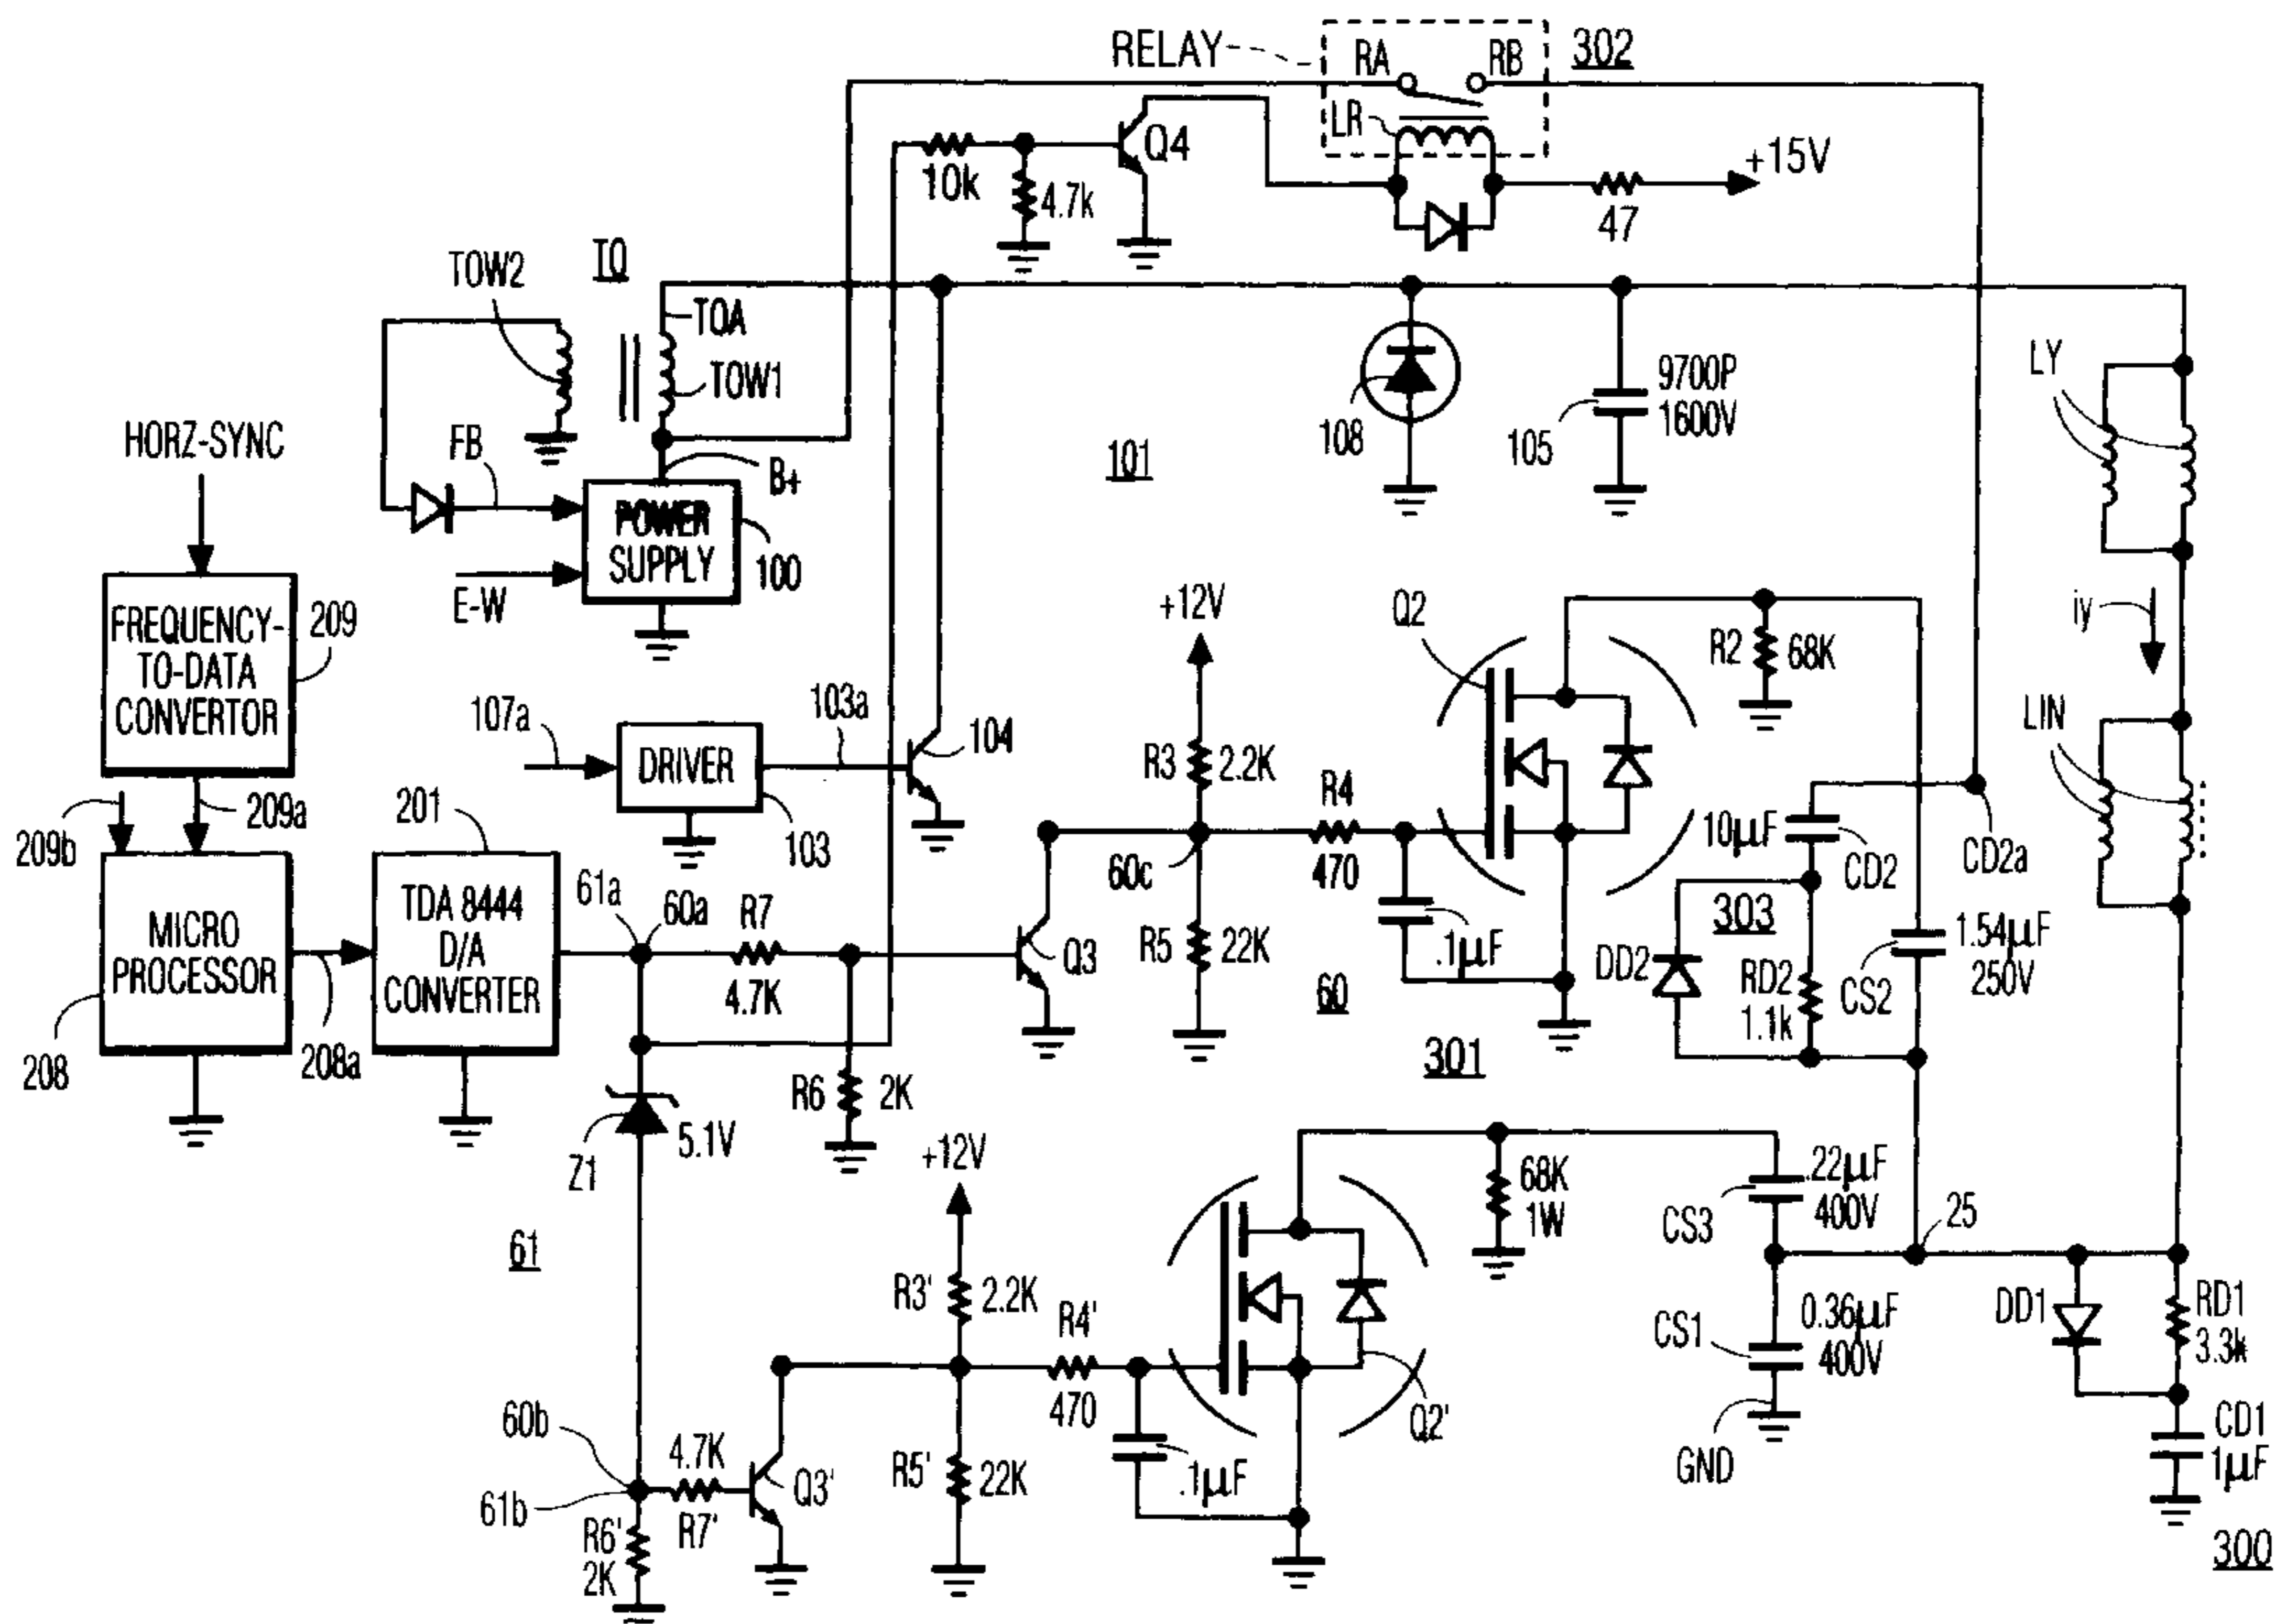 RELAY
RA
RB
302
LR
Q4
+15V
10k
4.7k
47
TOW2
TO
TOA
TOW1
9700P
1600V
LY
108
105
101
HORZ-SYNC
FB
B+
POWER
SUPPLY
100
E-W
+12V
Q2
R2
68K
iy
FREQUENCY-
TO-DATA
CONVERTOR
209
107a
103a
DRIVER
104
R3
2.2K
LIN
209b
209a
201
103
R4
10μF
60c
470
CD2
CD2a
MICRO
PROCESSOR
TDA 8444
D/A
CONVERTER
61a
60a
R7
4.7K
Q3
R5
22K
.1μF
60
DD2
303
RD2
1.1k
CS2
1.54μF
250V
208
208a
301
R6
2K
Z1
5.1V
+12V
68K
1W
.22μF
400V
CS3
25
61
R3'
2.2K
R4'
CS1
0.36μF
400V
DD1
RD1
3.3k
60b
4.7K
470
Q2'
GND
CD1
1μF
61b
R7'
Q3'
R5'
22K
.1μF
R6'
2K
300